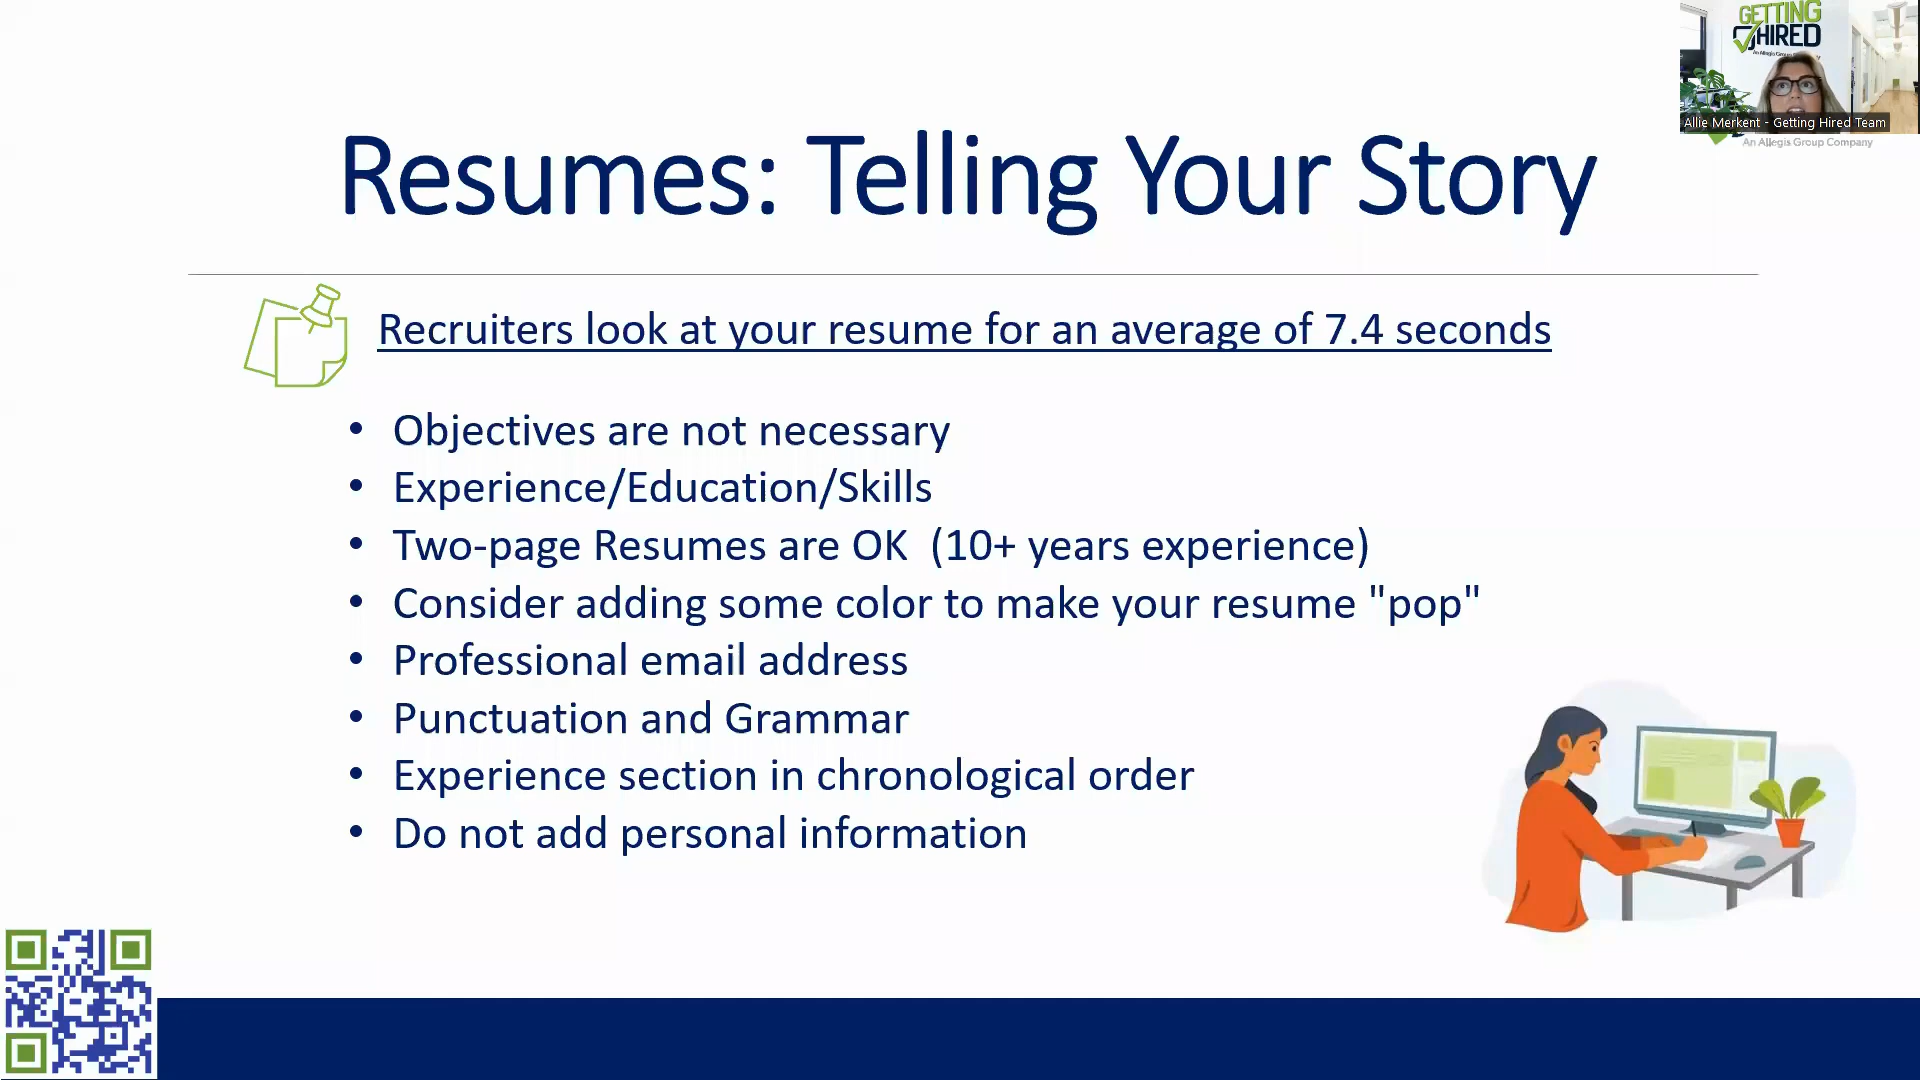 GETTING
HIRED
An Allegis Group
Allie Merkent - Getting Hired Team
An Allegis Group Company
Resumes: Telling Your Story
Recruiters look at your resume for an average of 7.4 seconds
• Objectives are not necessary
• Experience/Education/Skills
• Two-page Resumes are OK  (10+ years experience)
• Consider adding some color to make your resume "pop"
• Professional email address
• Punctuation and Grammar
• Experience section in chronological order
• Do not add personal information